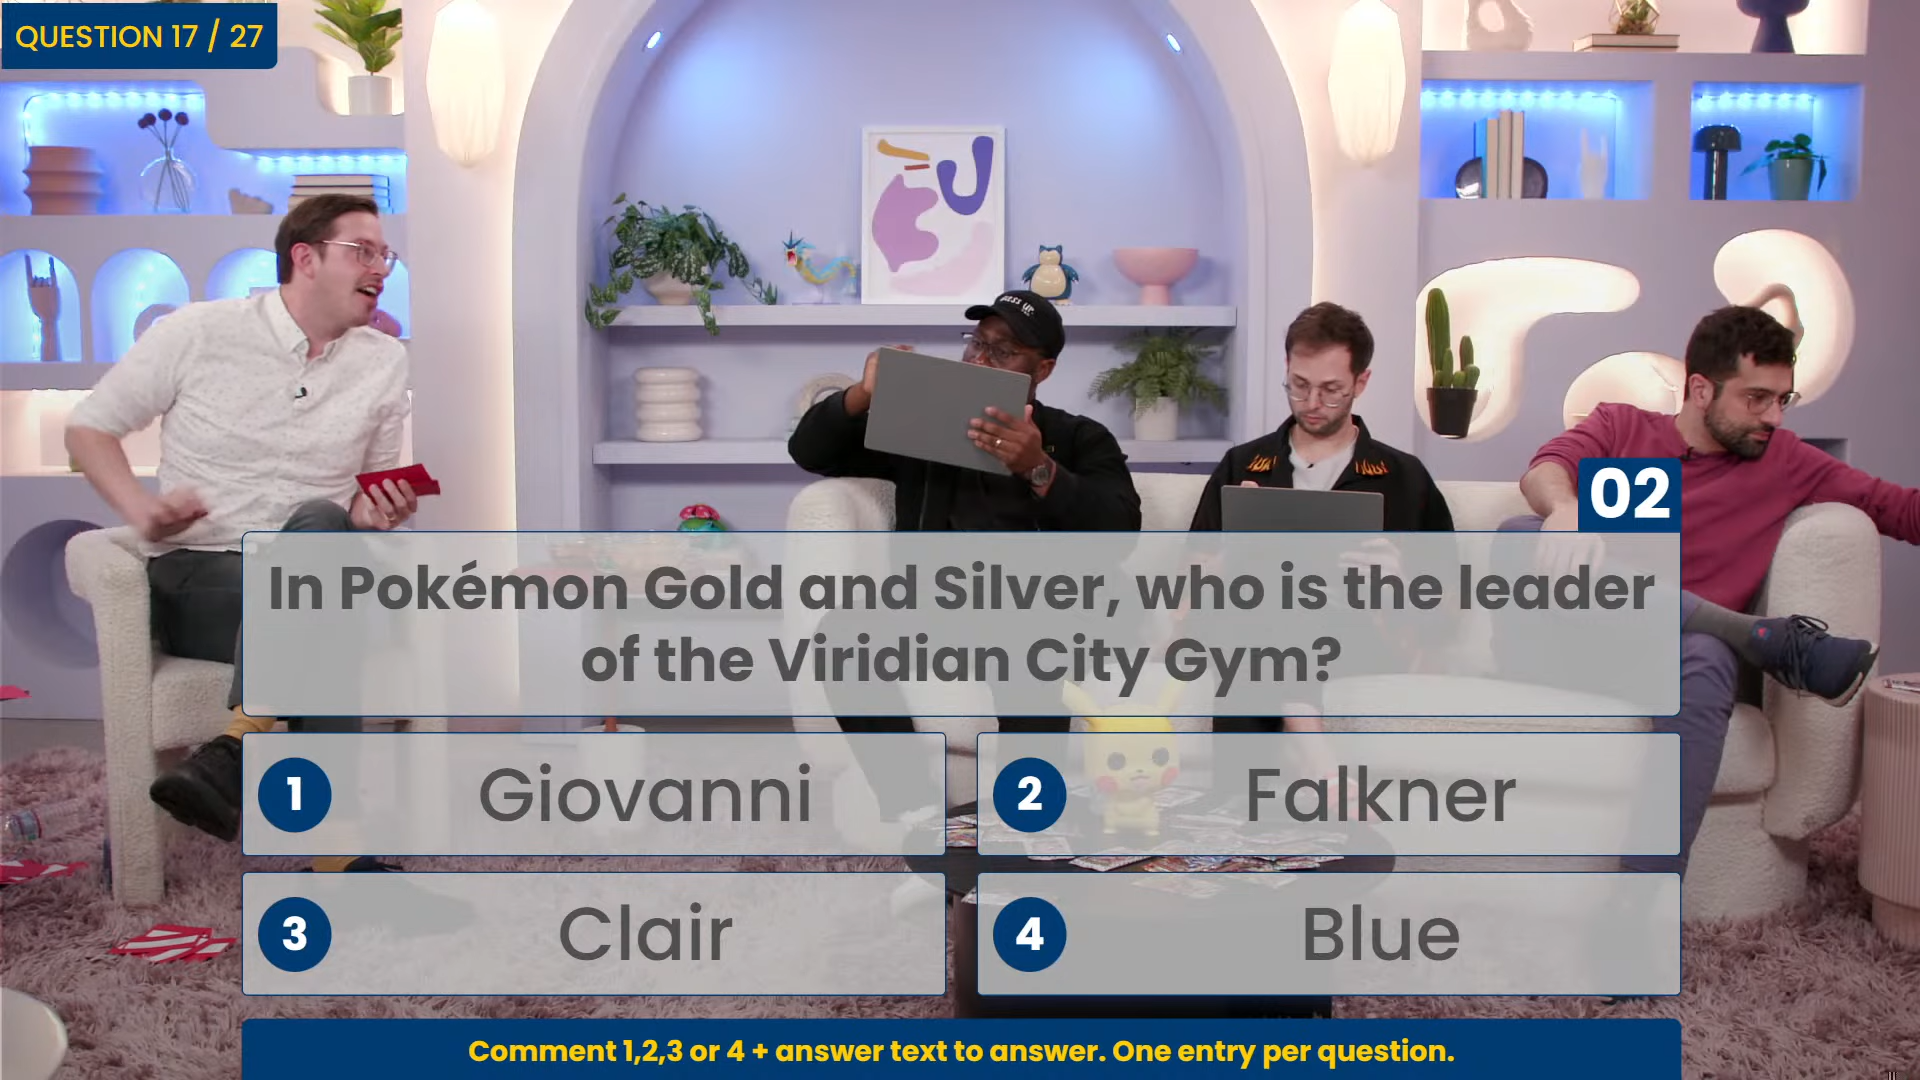 QUESTION 17 / 27
02
In Pokémon Gold and Silver, who is the leader
of the Viridian City Gym?
1 Giovanni
2 Falkner
3 Clair
4 Blue
Comment 1,2,3 or 4 + answer text to answer. One entry per question.